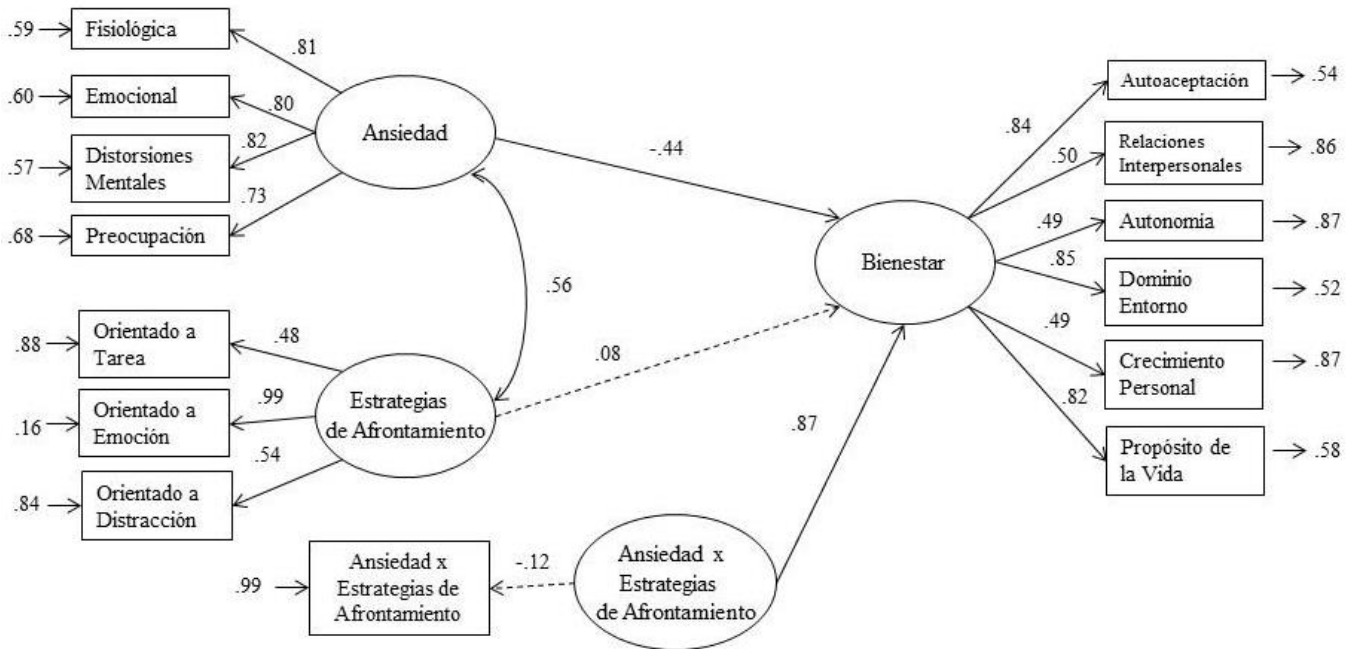 .59
Fisiológica
.81
.60
Emocional
.80
.57
Distorsiones
Mentales
.82
.68
Preocupación
.73
Ansiedad
-.44
.56
.88
Orientado a
Tarea
.48
.16
Orientado a
Emoción
.99
.84
Orientado a
Distracción
.54
Estrategias
de Afrontamiento
.08
.99
Ansiedad x
Estrategias de
Afrontamiento
-.12
Ansiedad x
Estrategias
de Afrontamiento
.87
Bienestar
.84
Autoaceptación
.54
.50
Relaciones
Interpersonales
.86
.49
Autonomía
.87
.85
Dominio
Entorno
.52
.49
Crecimiento
Personal
.87
.82
Propósito de
la Vida
.58